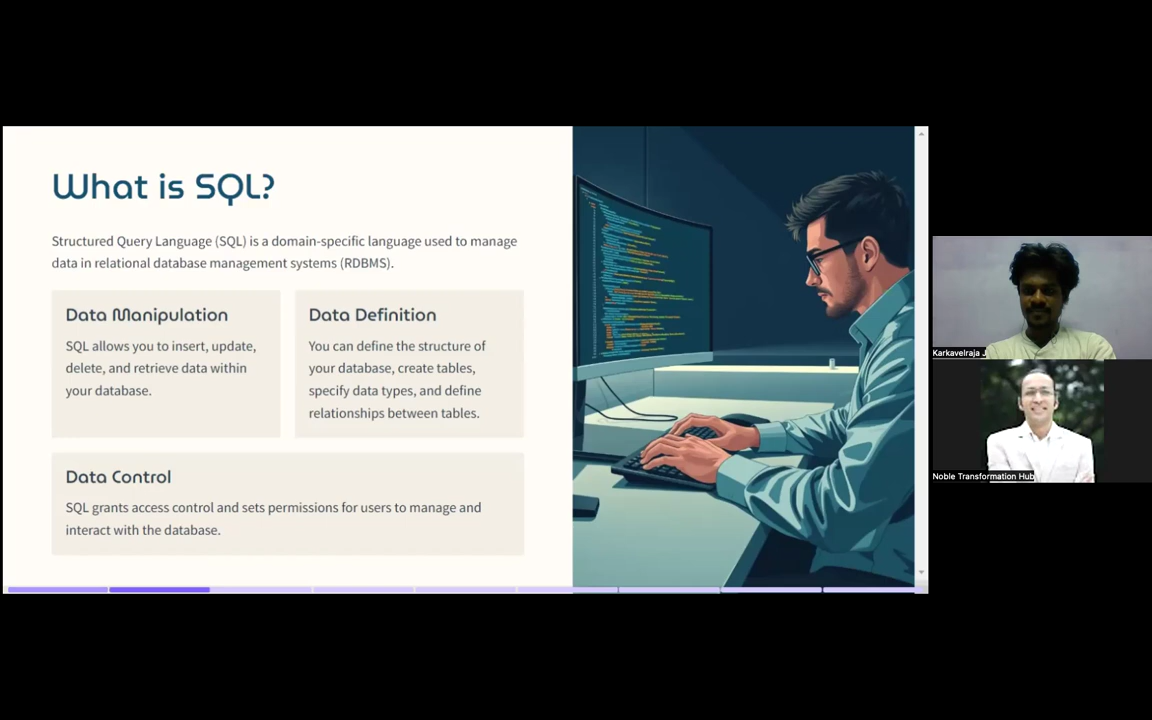 What is SQL?
Structured Query Language (SQL) is a domain-specific language used to manage
data in relational database management systems (RDBMS).
Data Manipulation
SQL allows you to insert, update,
delete, and retrieve data within
your database.
Data Definition
You can define the structure of
your database, create tables,
specify data types, and define
relationships between tables.
Data Control
SQL grants access control and sets permissions for users to manage and
interact with the database.
Karkavelraja J
Noble Transformation Hub